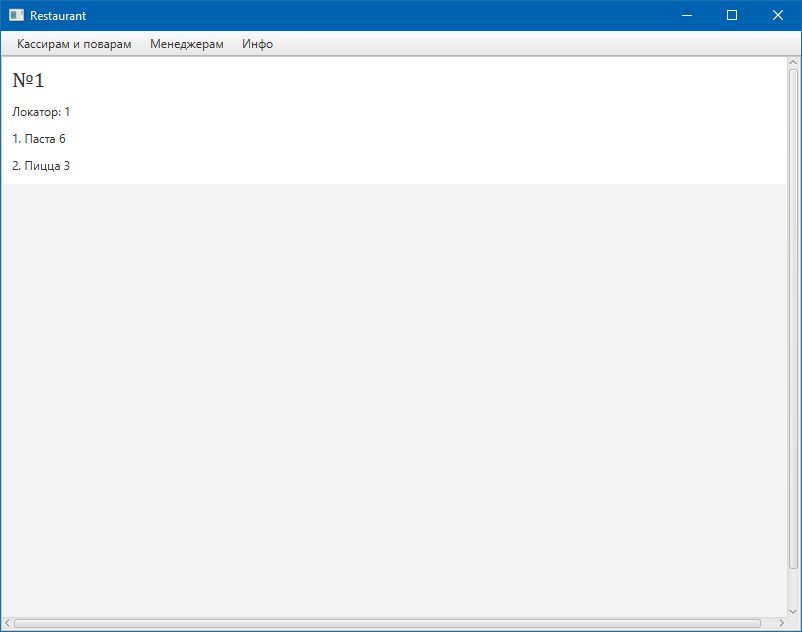 Restaurant
Кассирам и поварам Менеджерам Инфо
№1
Локатор: 1
1. Паста 6
2. Пицца 3